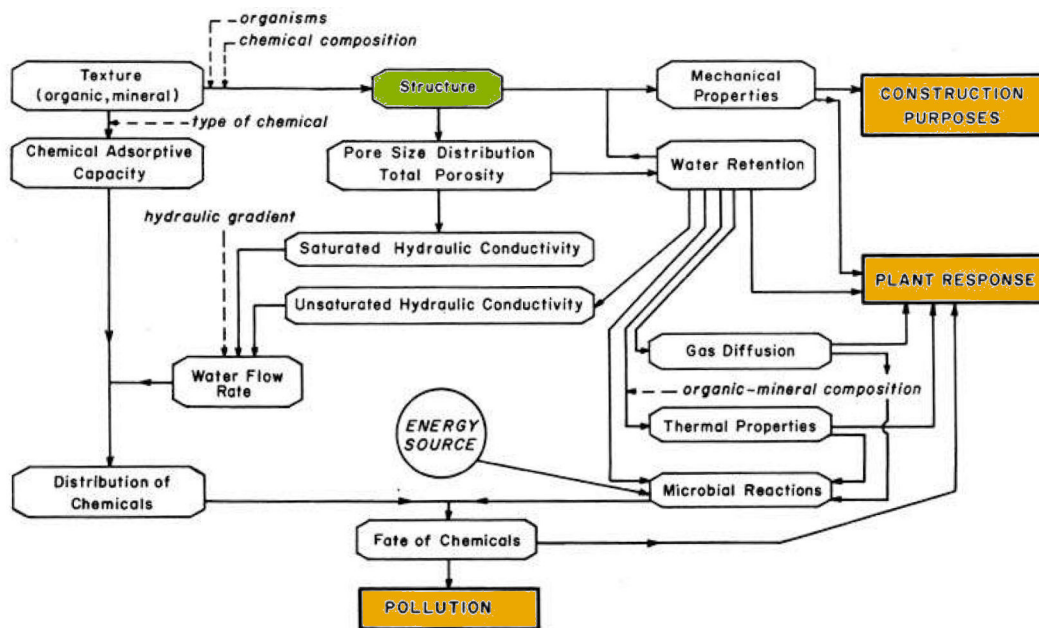 organisms
chemical composition
Texture
(organic, mineral)
Structure
Mechanical
Properties
CONSTRUCTION
PURPOSES
type of chemical
Chemical Adsorptive
Capacity
Pore Size Distribution
Total Porosity
Water Retention
hydraulic gradient
Saturated Hydraulic Conductivity
PLANT RESPONSE
Unsaturated Hydraulic Conductivity
Gas Diffusion
Water Flow
Rate
organic-mineral composition
ENERGY
SOURCE
Thermal Properties
Distribution of
Chemicals
Microbial Reactions
Fate of Chemicals
POLLUTION